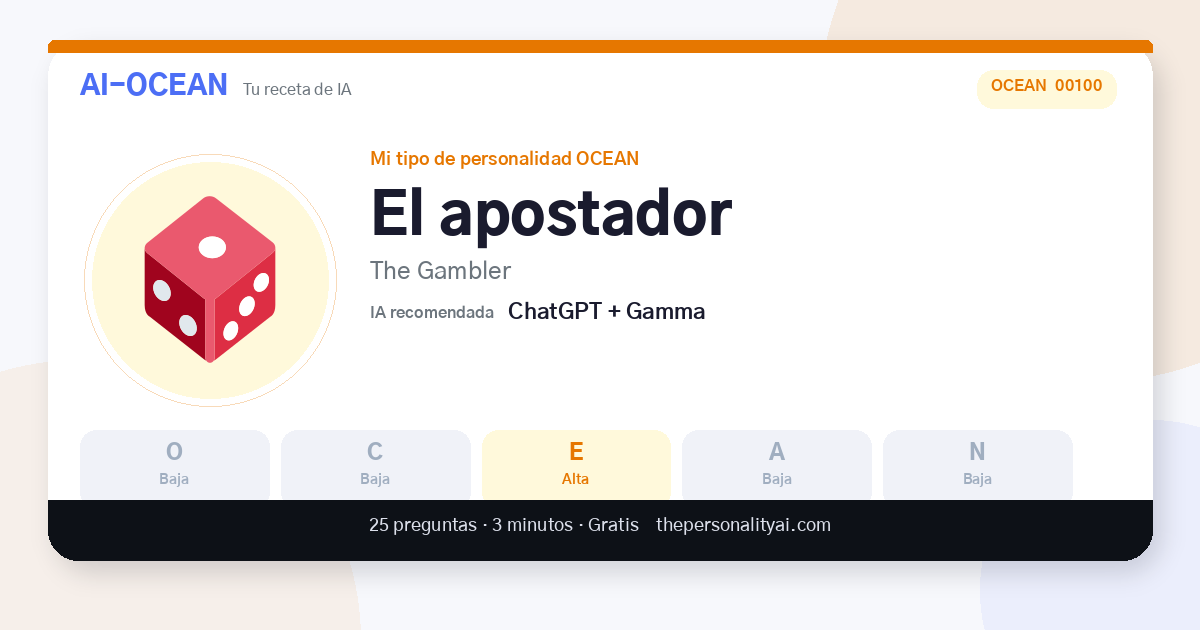 AI-OCEAN Tu receta de IA OCEAN 00100
Mi tipo de personalidad OCEAN
El apostador
The Gambler
IA recomendada ChatGPT + Gamma
O C E A N
Baja Baja Alta Baja Baja
25 preguntas · 3 minutos · Gratis thepersonalityai.com